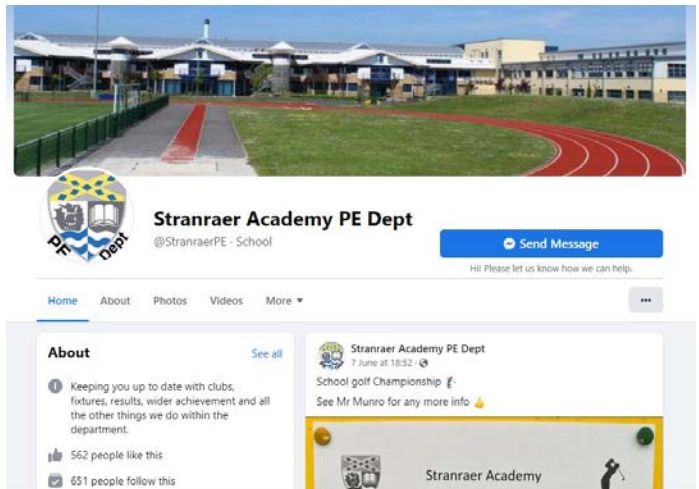 PE Dept
Stranraer Academy PE Dept
@StranraerPE · School
Send Message
Hi! Please let us know how we can help.
Home About Photos Videos More
About
See all
Keeping you up to date with clubs,
fixtures, results, wider achievement and all
the other things we do within the
department.
562 people like this
651 people follow this
Stranraer Academy PE Dept
7 June at 18:52 ·
School golf Championship
See Mr Munro for any more info 👍
Stranraer Academy